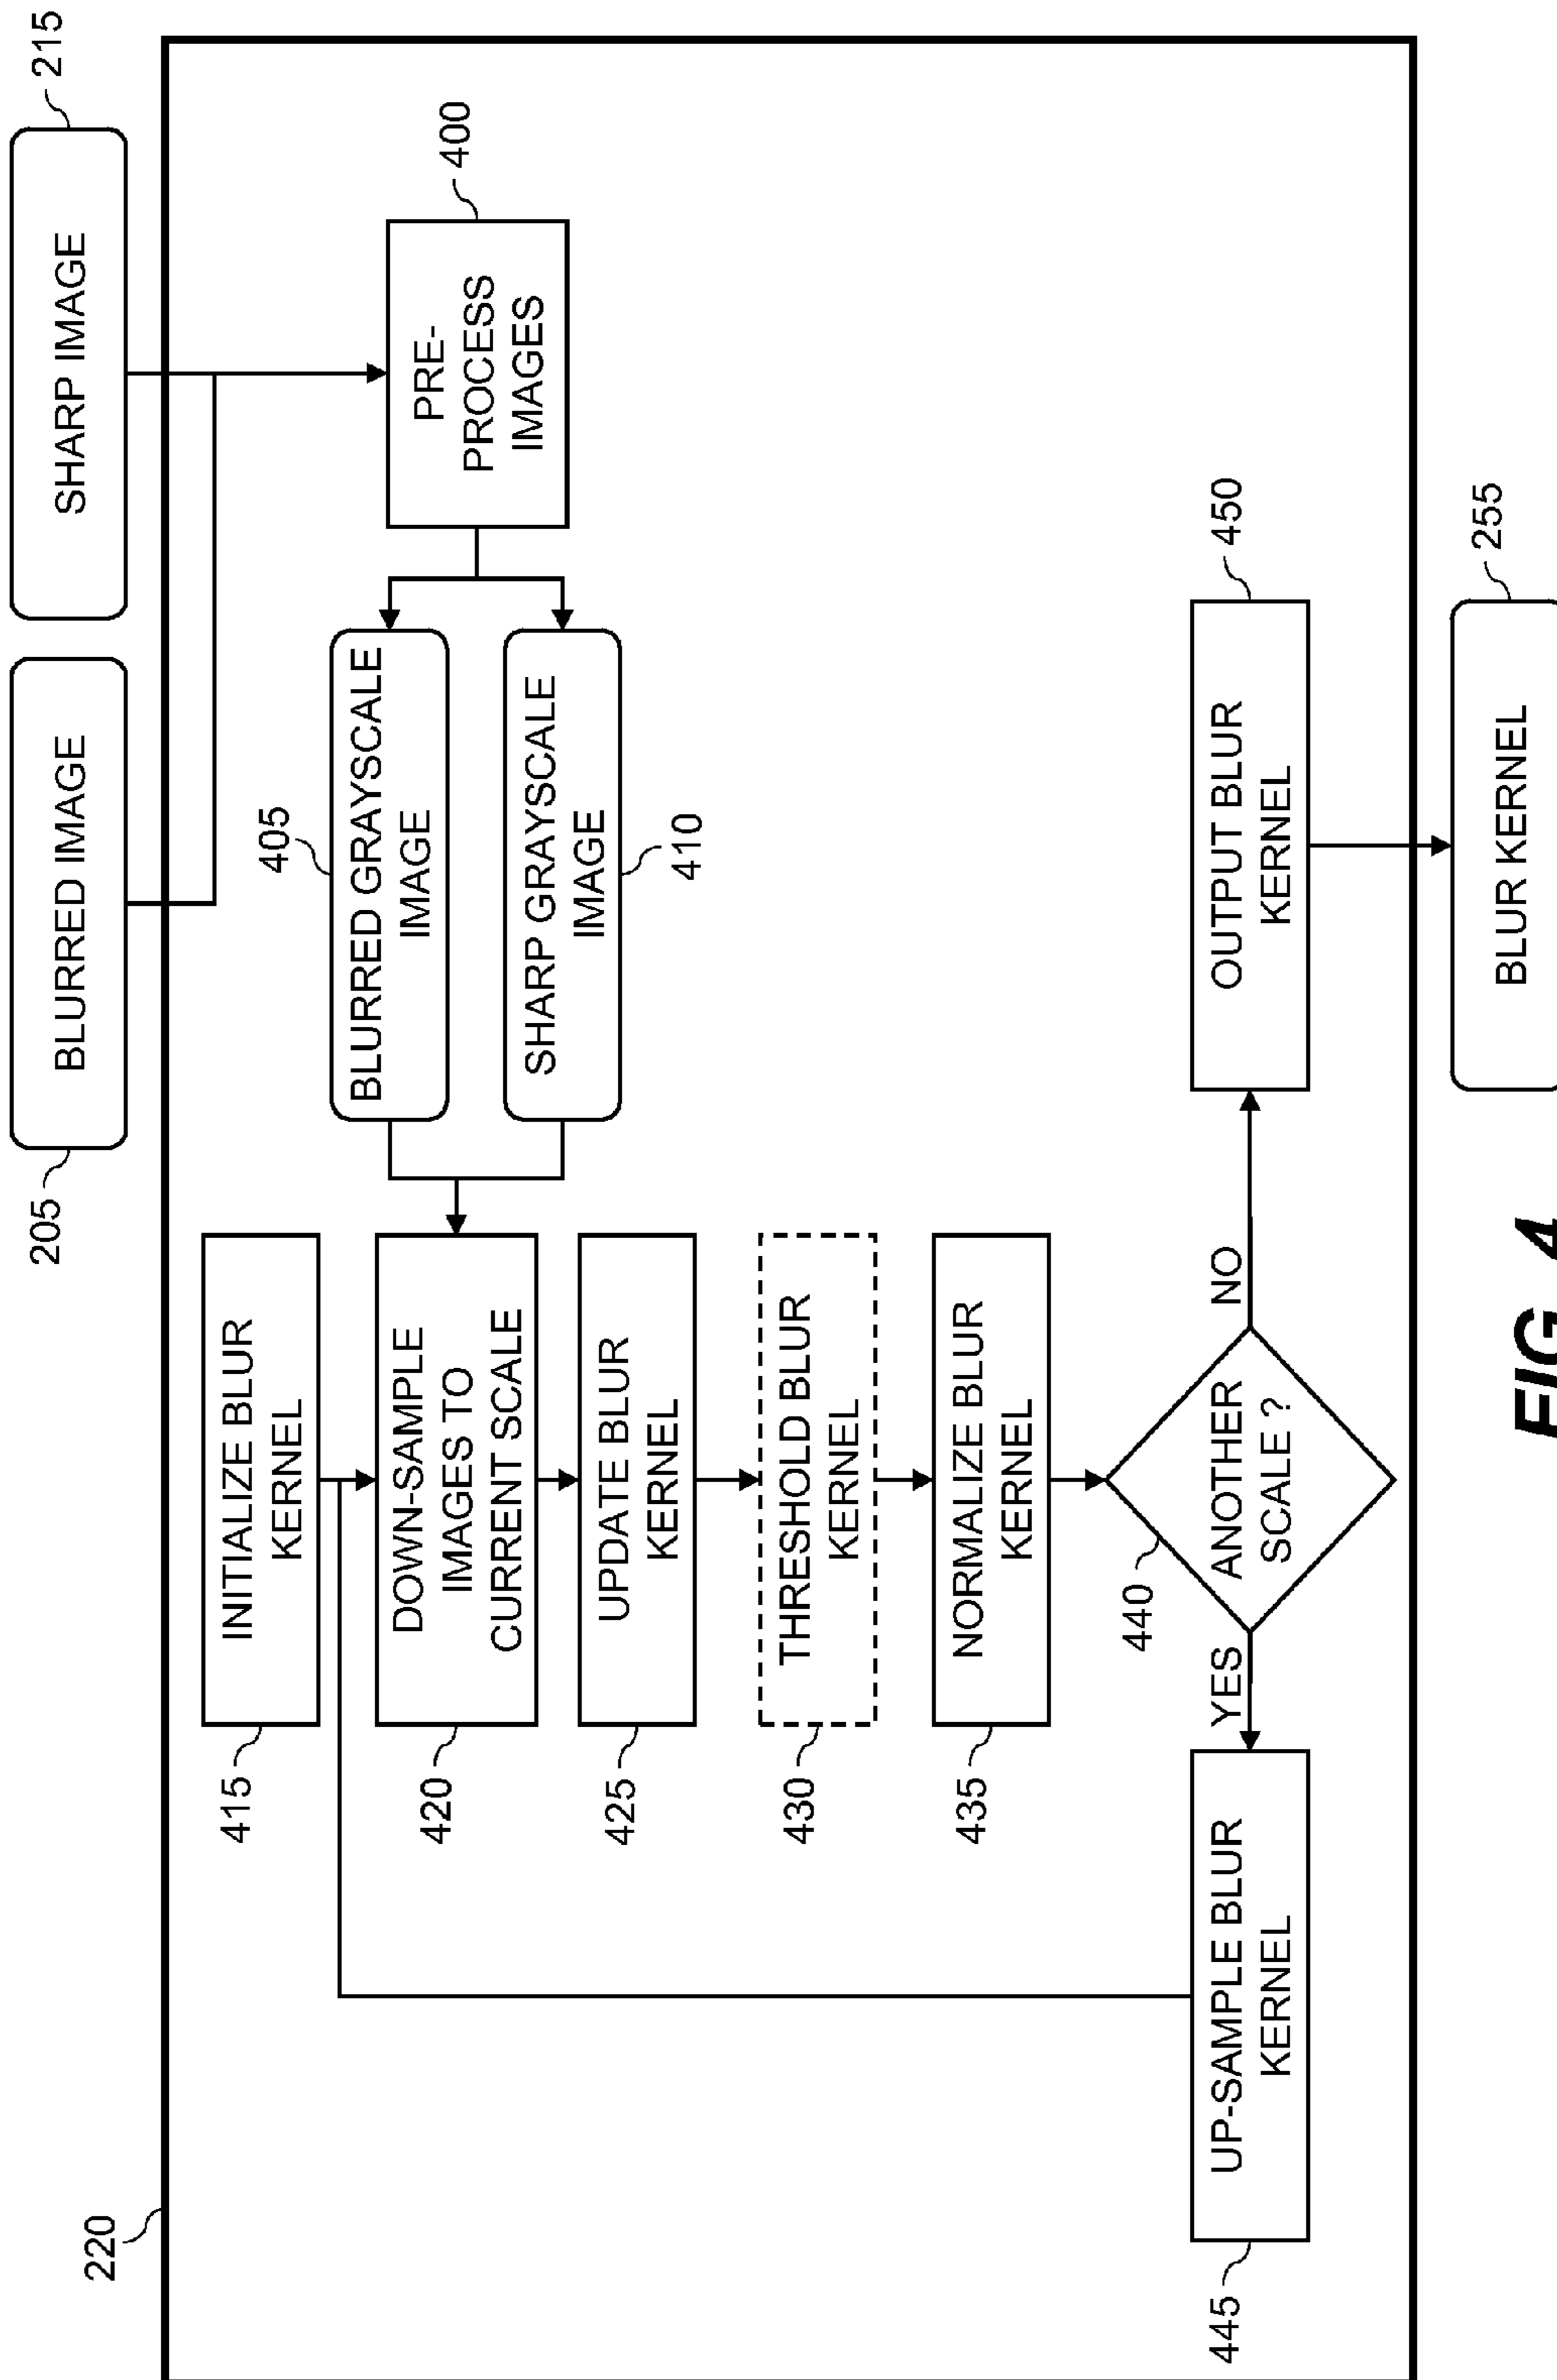 205
BLURRED IMAGE
SHARP IMAGE
215
220
415
INITIALIZE BLUR
KERNEL
405
BLURRED GRAYSCALE
IMAGE
PRE-
PROCESS
IMAGES
400
420
DOWN-SAMPLE
IMAGES TO
CURRENT SCALE
SHARP GRAYSCALE
IMAGE
410
425
UPDATE BLUR
KERNEL
430
THRESHOLD BLUR
KERNEL
435
NORMALIZE BLUR
KERNEL
440
ANOTHER
SCALE ?
YES
NO
445
UP-SAMPLE BLUR
KERNEL
OUTPUT BLUR
KERNEL
450
BLUR KERNEL
255
FIG. 4